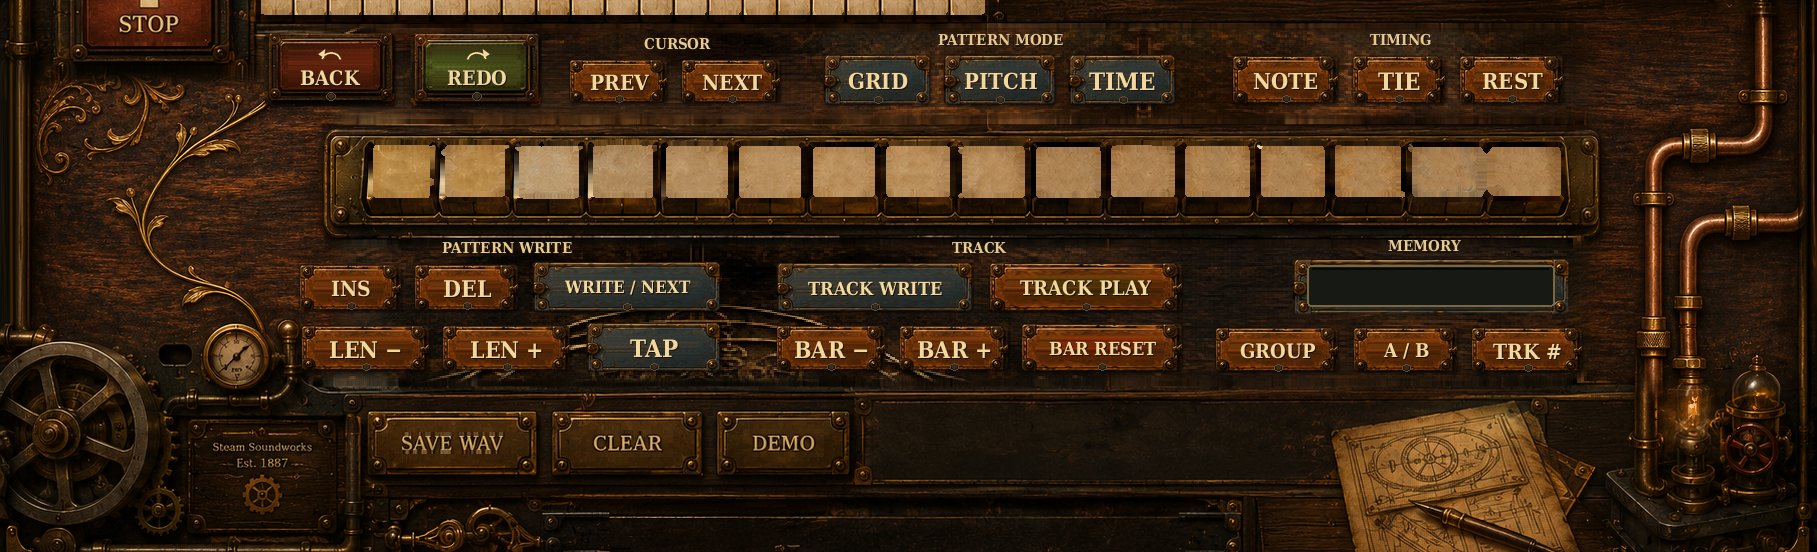 STOP
BACK
REDO
CURSOR
PREV
NEXT
PATTERN MODE
GRID
PITCH
TIME
TIMING
NOTE
TIE
REST
PATTERN WRITE
INS
DEL
WRITE / NEXT
LEN −
LEN +
TAP
TRACK
TRACK WRITE
TRACK PLAY
BAR −
BAR +
BAR RESET
MEMORY
GROUP
A / B
TRK #
Steam Soundworks
Est. 1887
SAVE WAV
CLEAR
DEMO